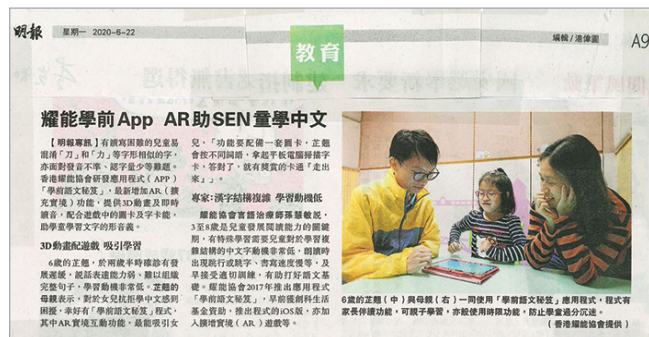 明報
星期一 2020-6-22
編輯/湯偉圖
A9
教育
耀能學前App AR助SEN童學中文
【明報專訊】有讀寫困難的兒童易
混淆「刀」和「力」等字形相似的字,
亦面對發音不準、認字量少等難題。
香港耀能協會研發應用程式(APP)
「學前語文秘笈」,最新增加AR(擴
充實境)功能,提供3D動畫及即時
讀音,配合遊戲中的圖卡及字卡能,
助學童學習文字的形音義。
3D動畫配遊戲 吸引學習
6歲的芷翹,於兩歲半時確診有發
展遲緩,說話表達能力弱,難以組織
完整句子,學習動機非常低。芷翹的
母親表示,對於女兒抗拒學中文感到
困擾,幸好有「學前語文秘笈」程式,
其中AR實境互動功能,最能吸引女
兒,「功能要配備一套圖卡,芷翹
會按不同詞語,拿起平板電腦掃描字
卡,答對了,就有獎賞的卡通『走出
來』」。
專家:漢字結構複雜 學習動機低
耀能協會言語治療師孫慧敏說,
3至8歲是兒童發展閱讀能力的關鍵
期,有特殊學習需要兒童對於學習複
雜結構的中文字動機非常低,朗讀時
出現跳行或跳字、書寫速度慢等,及
早接受適切訓練,有助打好語文基
礎。耀能協會2017年推出應用程式
「學前語文秘笈」,早前獲創科生活
基金資助,推出程式的iOS版,亦加
入擴增實境(AR)遊戲等。
6歲的芷翹(中)與母親(右)一同使用「學前語文秘笈」應用程式,程式有
家長伴讀功能,可親子學習,亦設使用時限功能,防止學童過分沉迷。
(香港耀能協會提供)